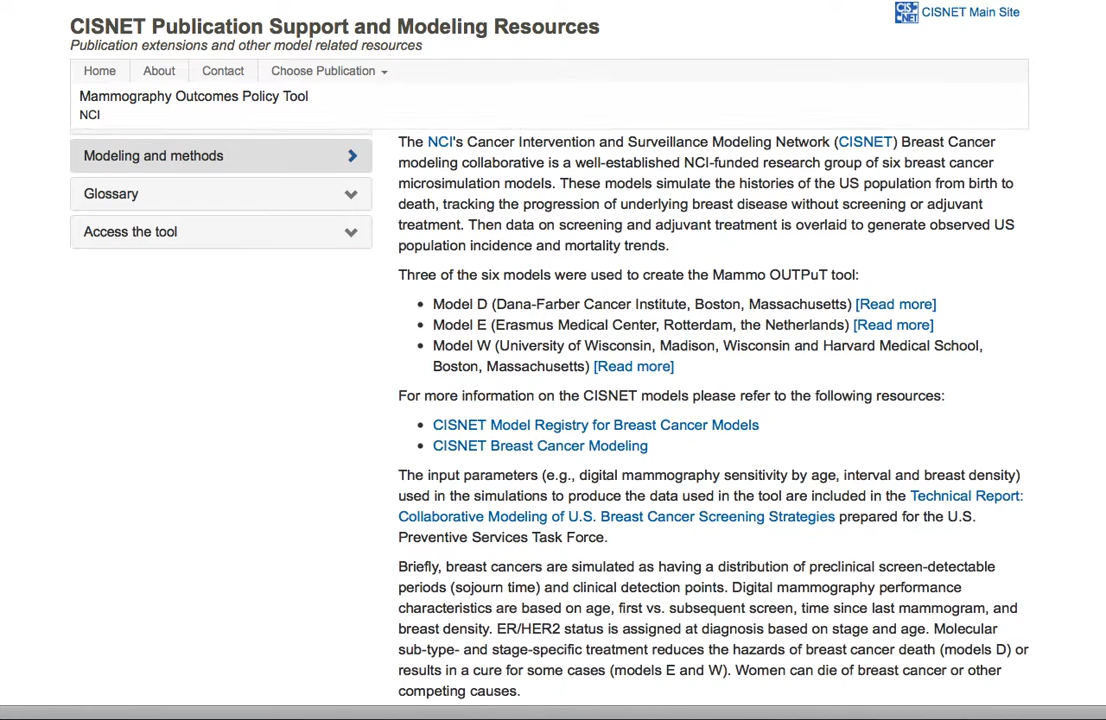 CISNET Publication Support and Modeling Resources
Publication extensions and other model related resources
CIS NET CISNET Main Site
Home About Contact Choose Publication
Mammography Outcomes Policy Tool
NCI
Modeling and methods
Glossary
Access the tool
The NCI's Cancer Intervention and Surveillance Modeling Network (CISNET) Breast Cancer
modeling collaborative is a well-established NCI-funded research group of six breast cancer
microsimulation models. These models simulate the histories of the US population from birth to
death, tracking the progression of underlying breast disease without screening or adjuvant
treatment. Then data on screening and adjuvant treatment is overlaid to generate observed US
population incidence and mortality trends.
Three of the six models were used to create the Mammo OUTPuT tool:
• Model D (Dana-Farber Cancer Institute, Boston, Massachusetts) [Read more]
• Model E (Erasmus Medical Center, Rotterdam, the Netherlands) [Read more]
• Model W (University of Wisconsin, Madison, Wisconsin and Harvard Medical School,
Boston, Massachusetts) [Read more]
For more information on the CISNET models please refer to the following resources:
• CISNET Model Registry for Breast Cancer Models
• CISNET Breast Cancer Modeling
The input parameters (e.g., digital mammography sensitivity by age, interval and breast density)
used in the simulations to produce the data used in the tool are included in the Technical Report:
Collaborative Modeling of U.S. Breast Cancer Screening Strategies prepared for the U.S.
Preventive Services Task Force.
Briefly, breast cancers are simulated as having a distribution of preclinical screen-detectable
periods (sojourn time) and clinical detection points. Digital mammography performance
characteristics are based on age, first vs. subsequent screen, time since last mammogram, and
breast density. ER/HER2 status is assigned at diagnosis based on stage and age. Molecular
sub-type- and stage-specific treatment reduces the hazards of breast cancer death (models D) or
results in a cure for some cases (models E and W). Women can die of breast cancer or other
competing causes.